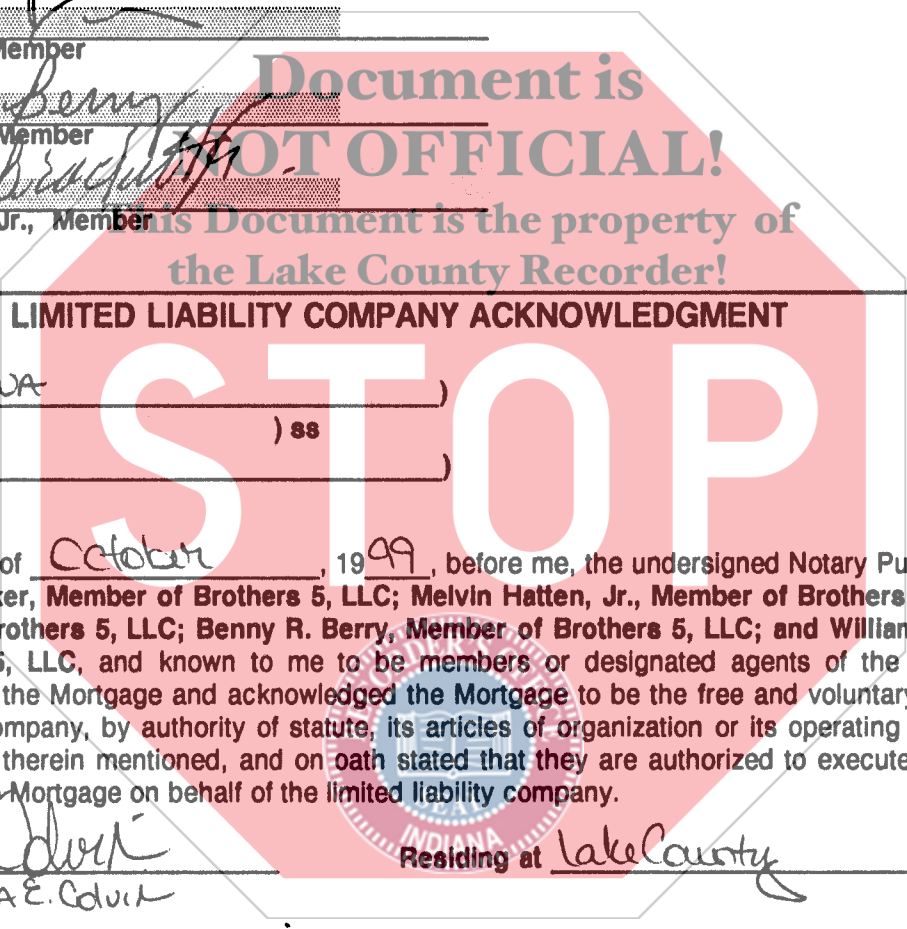 Member
Document is
Berry
Member
NOT OFFICIAL!
Jr., Member
This Document is the property of
the Lake County Recorder!
LIMITED LIABILITY COMPANY ACKNOWLEDGMENT
)
) ss
)
STOP
of October, 1999, before me, the undersigned Notary Pu
ker, Member of Brothers 5, LLC; Melvin Hatten, Jr., Member of Brothers
rothers 5, LLC; Benny R. Berry, Member of Brothers 5, LLC; and William
5, LLC, and known to me to be members or designated agents of the
the Mortgage and acknowledged the Mortgage to be the free and voluntary
ompany, by authority of statute, its articles of organization or its operating
therein mentioned, and on oath stated that they are authorized to execute
Mortgage on behalf of the limited liability company.
SEAL
INDIANA
Residing at Lake County
A E. Colvin